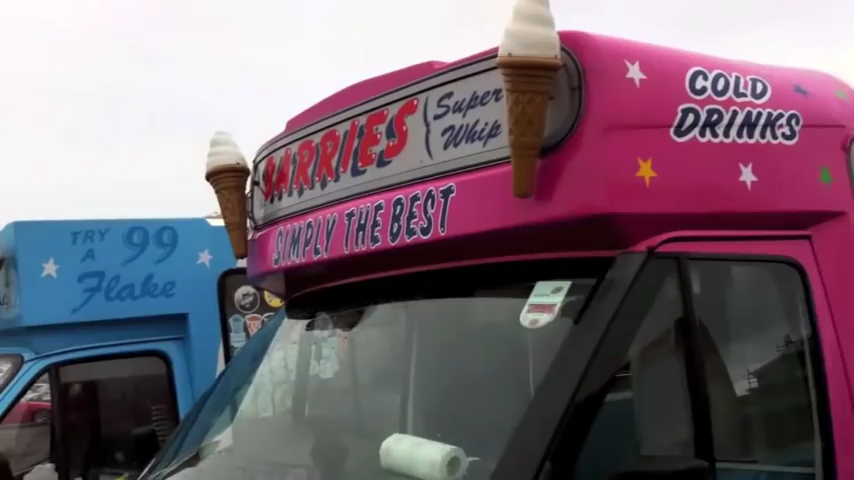 BARRIES
Super
Whip
SIMPLY THE BEST
COLD
DRINKS
TRY
A
99
Flake